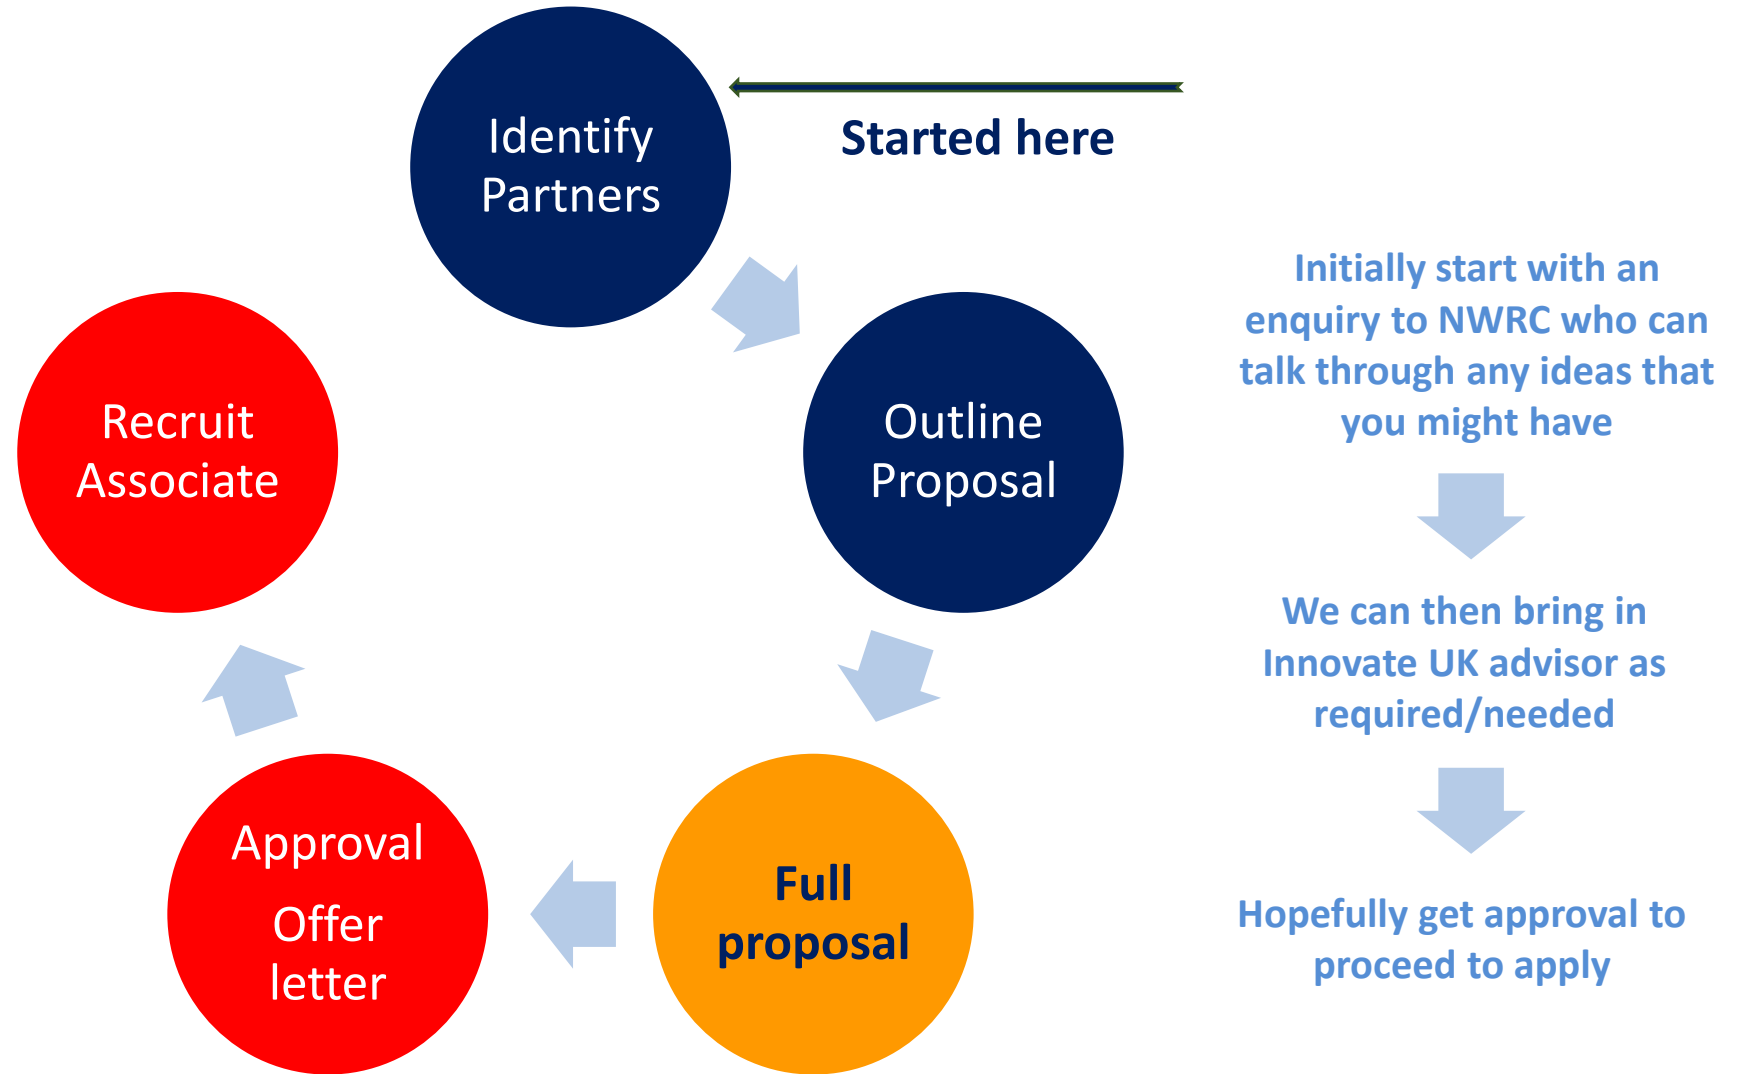 Identify
Partners
Started here
Outline
Proposal
Full
proposal
Approval
Offer
letter
Recruit
Associate
Initially start with an
enquiry to NWRC who can
talk through any ideas that
you might have
We can then bring in
Innovate UK advisor as
required/needed
Hopefully get approval to
proceed to apply